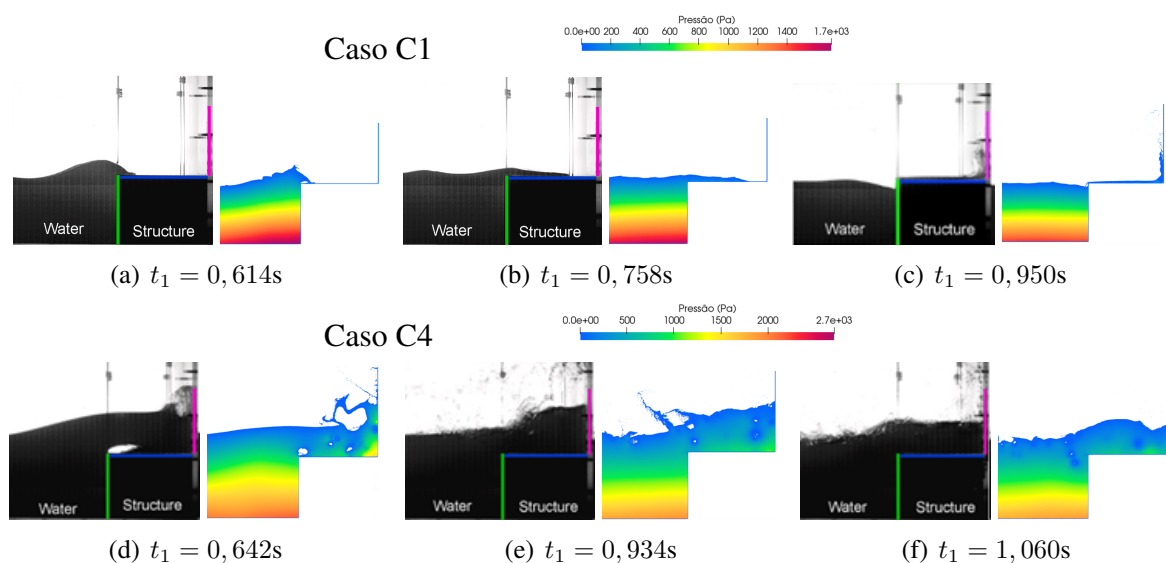 Caso C1
Pressão (Pa)
0.0e+00 200 400 600 800 1000 1200 1400 1.7e+03
Water Structure Water Structure Water Structure
(a) t₁ = 0, 614s (b) t₁ = 0, 758s (c) t₁ = 0, 950s
Caso C4
Pressão (Pa)
0.0e+00 500 1000 1500 2000 2.7e+03
Water Structure Water Structure Water Structure
(d) t₁ = 0, 642s (e) t₁ = 0, 934s (f) t₁ = 1, 060s